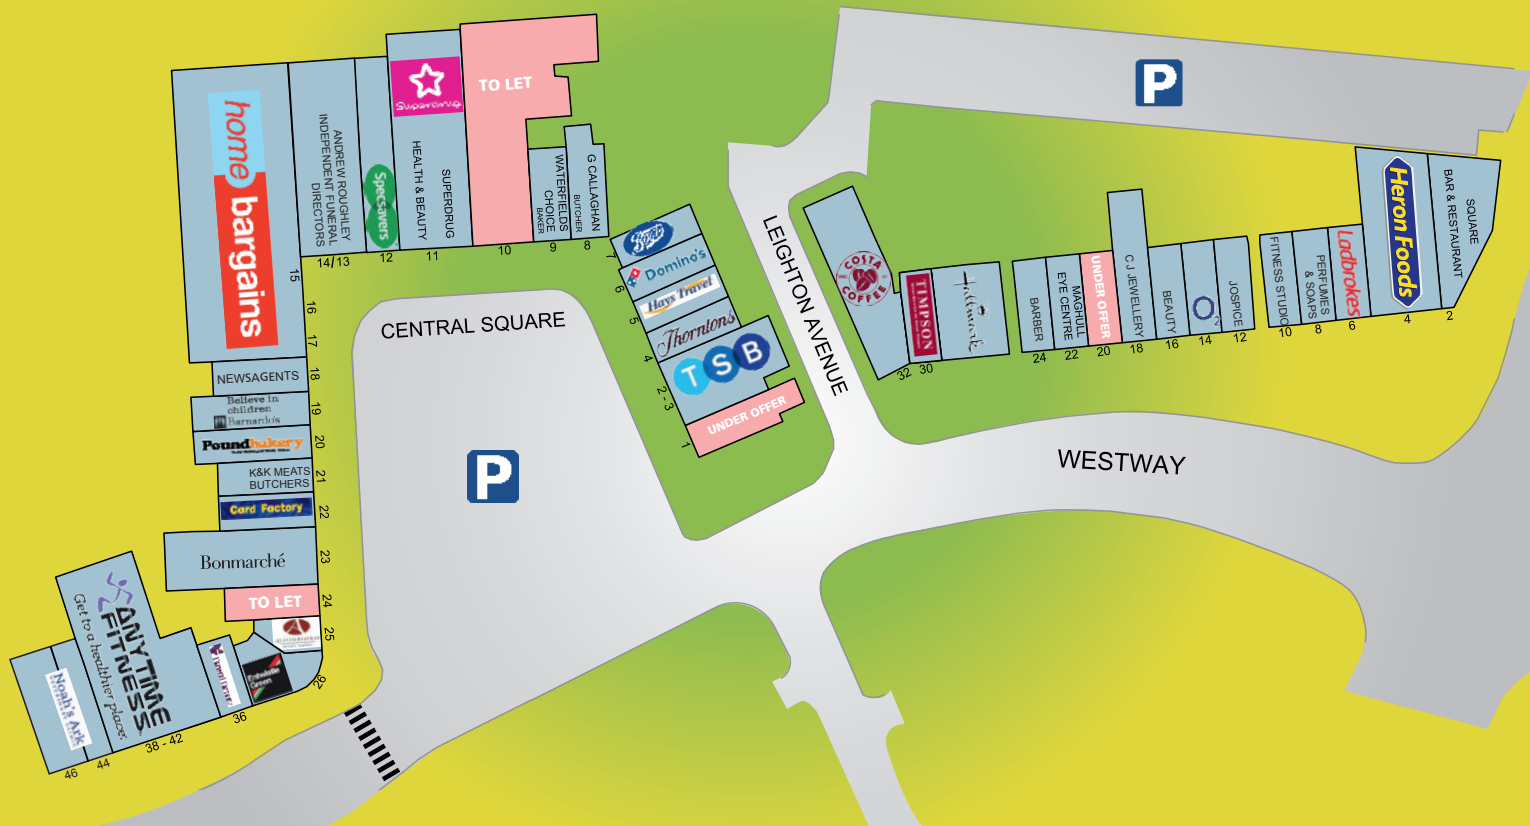 home
bargains
15
16
17
ANDREW ROUGHLEY
INDEPENDENT FUNERAL
DIRECTORS
14/13
Specsavers
12
Superdrug
SUPERDRUG
HEALTH & BEAUTY
11
TO LET
10
WATERFIELDS
CHOICE
BAKER
9
G CALLAGHAN
BUTCHER
8
Boots
7
Domino's
6
Hays Travel
5
Thorntons
4
TSB
2 - 3
UNDER OFFER
1
CENTRAL SQUARE
P
LEIGHTON AVENUE
P
WESTWAY
COSTA
COFFEE
32
TIMPSON
30
Hallmark
BARBER
24
MAGHULL
EYE CENTRE
22
UNDER OFFER
20
C J JEWELLERY
18
BEAUTY
16
O2
14
JOSPICE
12
FITNESS STUDIO
10
PERFUMES
& SOAPS
8
Ladbrokes
6
Heron Foods
4
SQUARE
BAR & RESTAURANT
2
NEWSAGENTS
18
Believe in
children
Barnardo's
19
Poundbakery
20
K&K MEATS
BUTCHERS
21
Card Factory
22
Bonmarché
23
TO LET
24
25
26
Entwistle
Green
36
ANYTIME
FITNESS
Get to a healthier place.
38 - 42
44
Noah's Ark
46